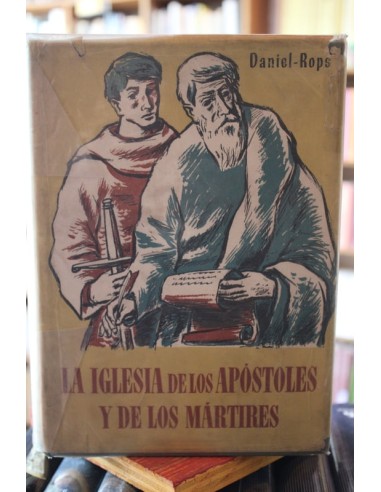 Daniel-Rops
LA IGLESIA DE LOS APÓSTOLES
Y DE LOS MÁRTIRES